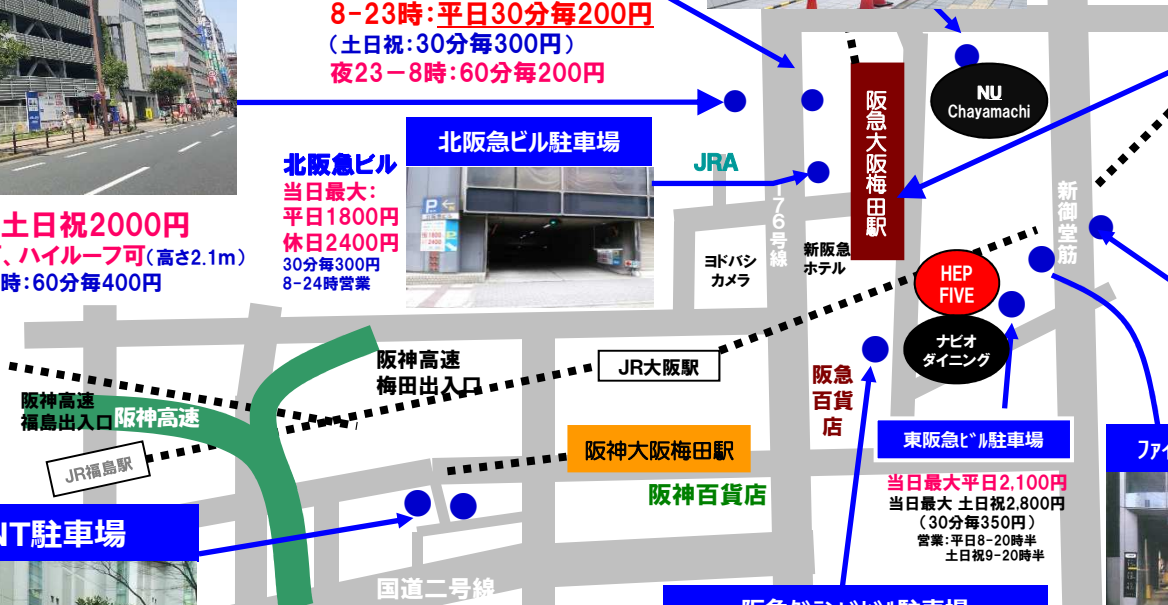 8-23時:平日30分毎200円
(土日祝:30分毎300円)
夜23-8時:60分毎200円
土日祝2000円
、ハイルーフ可(高さ2.1m)
時:60分毎400円
北阪急ビル
当日最大:
平日1800円
休日2400円
30分毎300円
8-24時営業
北阪急ビル駐車場
P
JRA
176号線
阪急大阪梅田駅
NU
Chayamachi
新御堂筋
ヨドバシ
カメラ
新阪急
ホテル
HEP
FIVE
ナビオ
ダイニング
阪神高速
梅田出入口
JR大阪駅
阪急
百貨
店
阪神高速
福島出入口
阪神高速
JR福島駅
阪神大阪梅田駅
阪神百貨店
東阪急ビル駐車場
当日最大平日2,100円
当日最大 土日祝2,800円
(30分毎350円)
営業:平日8-20時半
土日祝9-20時半
ファイ
NT駐車場
国道二号線
阪急グランドビル駐車場